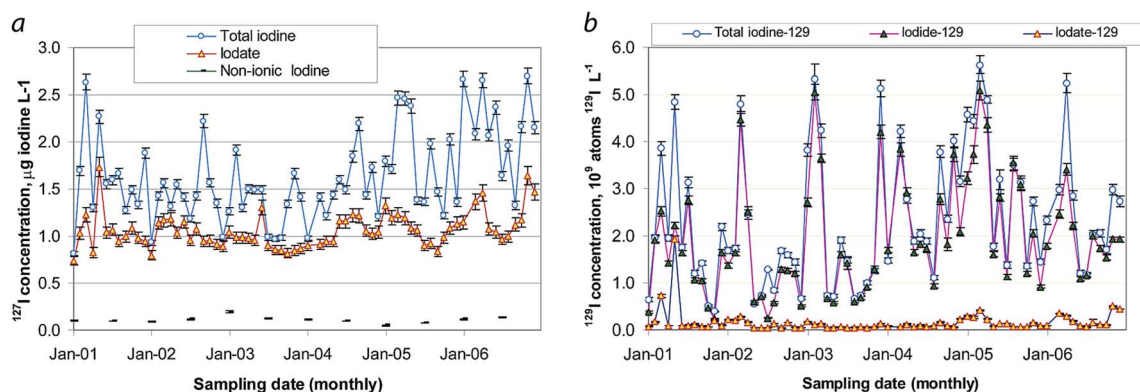 a
Total iodine
Iodate
Non-ionic Iodine
3.0
2.5
2.0
1.5
1.0
0.5
0.0
¹²⁷I concentration, µg iodine L-1
Jan-01 Jan-02 Jan-03 Jan-04 Jan-05 Jan-06
Sampling date (monthly)
b
Total iodine-129 Iodide-129 Iodate-129
6.0
5.0
4.0
3.0
2.0
1.0
0.0
¹²⁹I concentration, 10⁹ atoms ¹²⁹I L⁻¹
Jan-01 Jan-02 Jan-03 Jan-04 Jan-05 Jan-06
Sampling date (monthly)